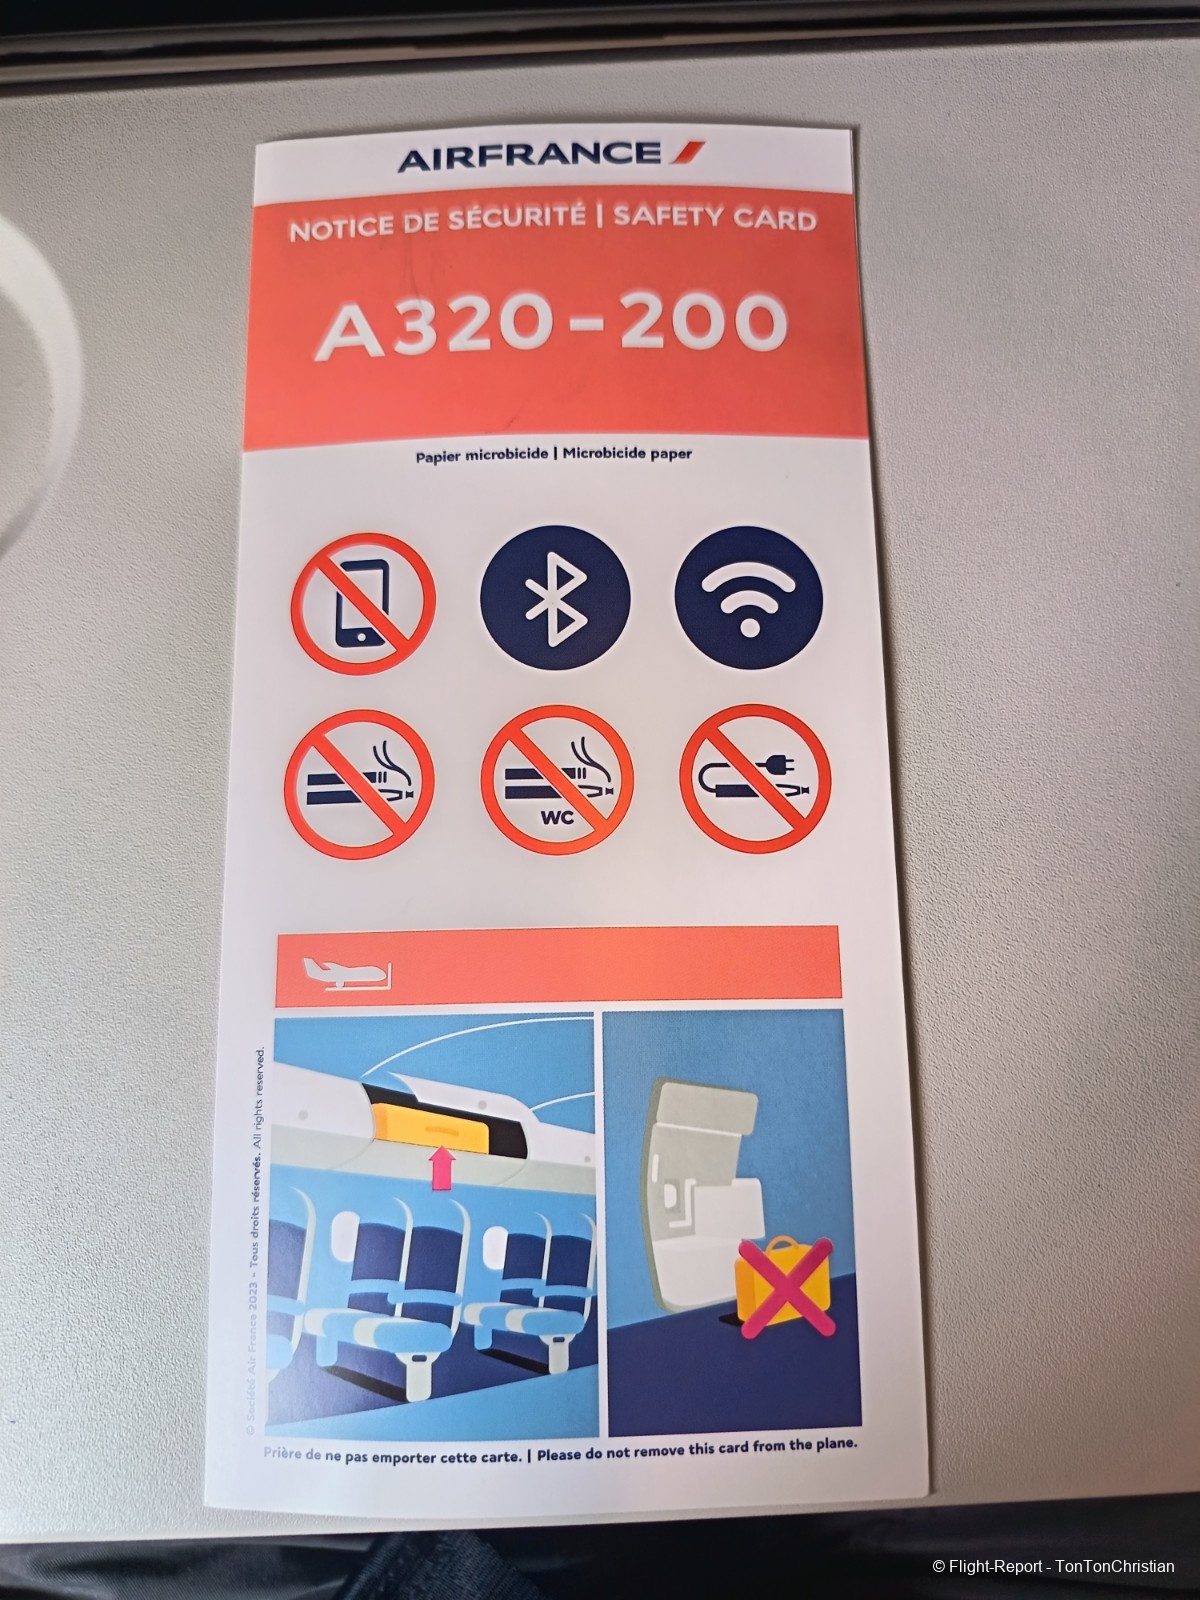 AIRFRANCE
NOTICE DE SÉCURITÉ | SAFETY CARD
A320-200
Papier microbicide | Microbicide paper
WC
© Société Air France 2023 – Tous droits réservés. All rights reserved.
Prière de ne pas emporter cette carte. | Please do not remove this card from the plane.
© Flight-Report - TonTonChristian